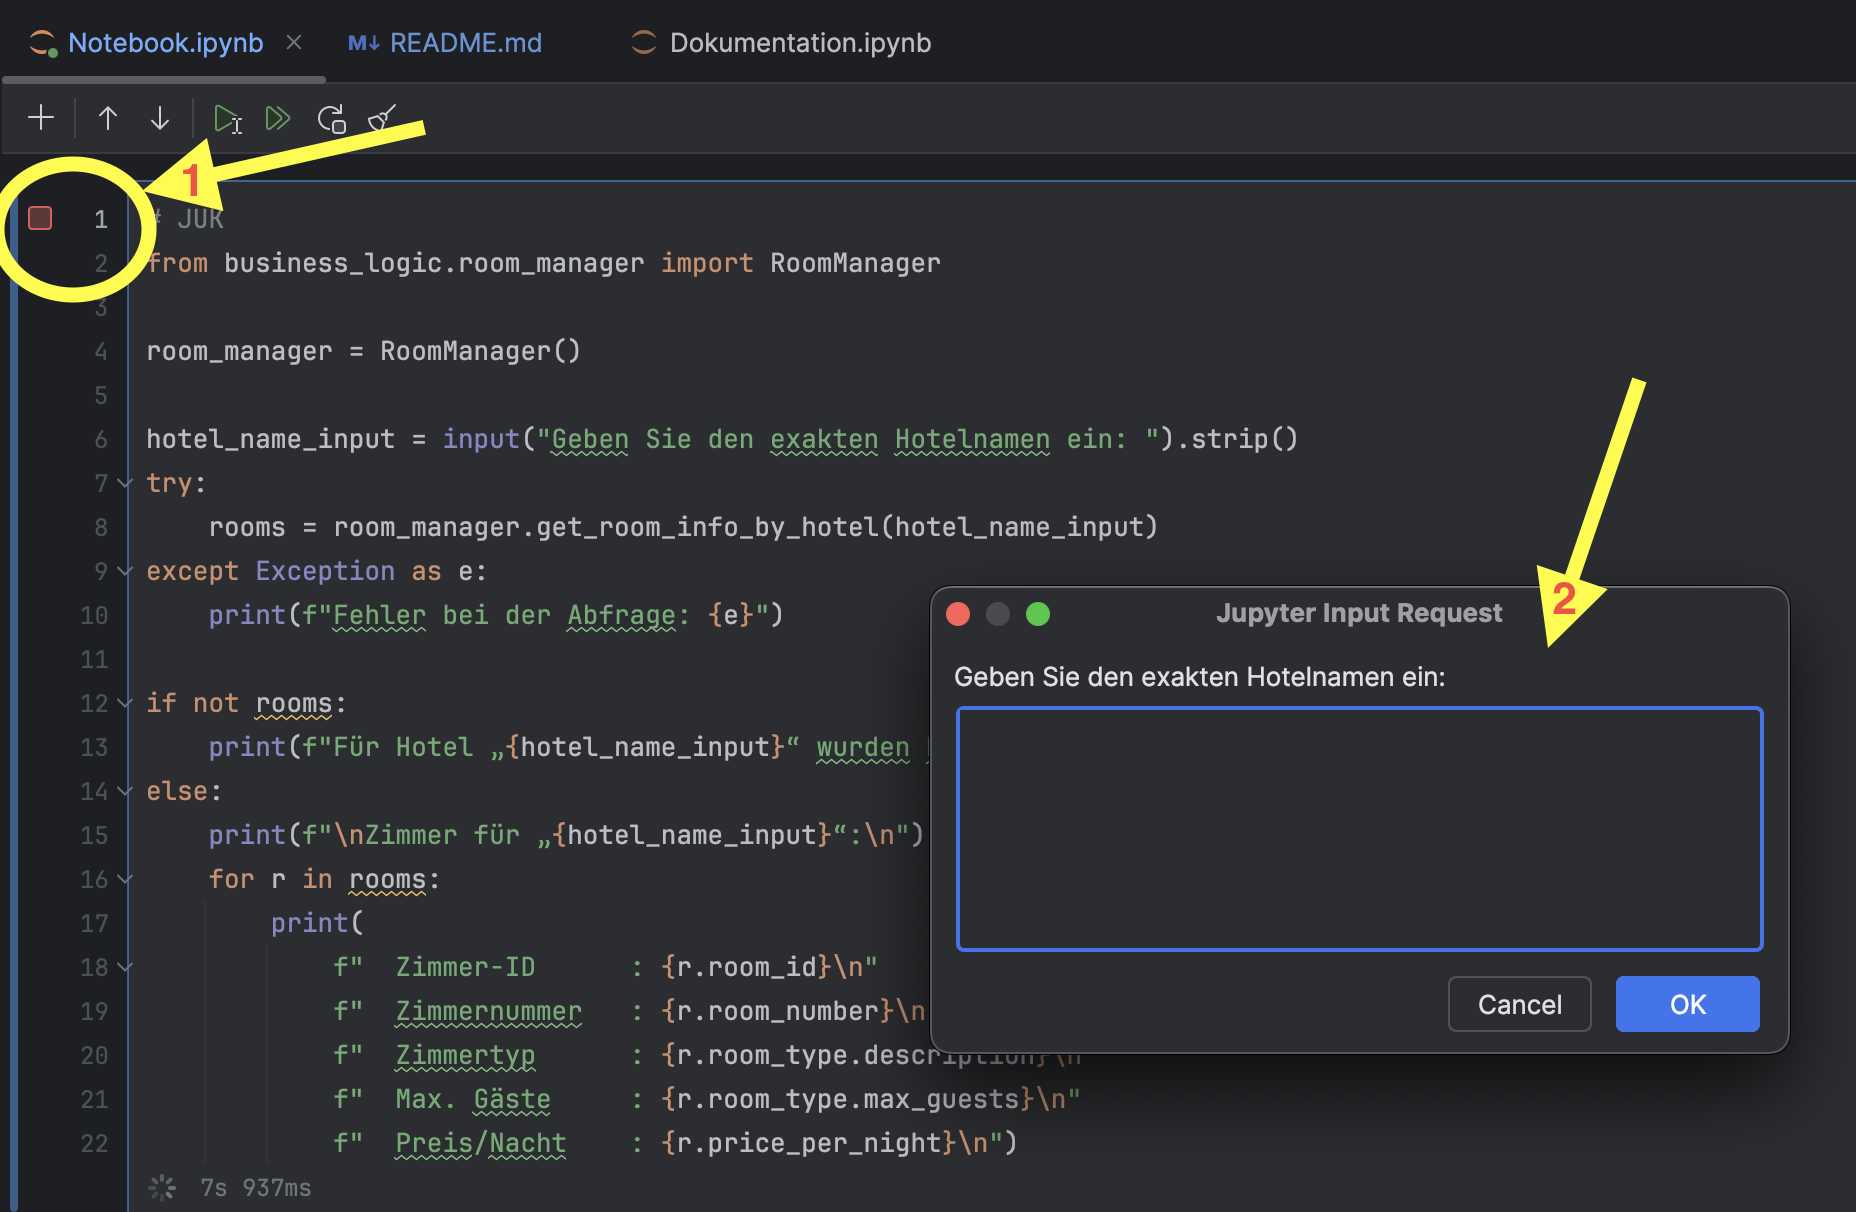 Notebook.ipynb
M↓ README.md
Dokumentation.ipynb
1
1 # JUK
2 from business_logic.room_manager import RoomManager
3
4 room_manager = RoomManager()
5
6 hotel_name_input = input("Geben Sie den exakten Hotelnamen ein: ").strip()
7 try:
8 rooms = room_manager.get_room_info_by_hotel(hotel_name_input)
9 except Exception as e:
10 print(f"Fehler bei der Abfrage: {e}")
11
12 if not rooms:
13 print(f"Für Hotel „{hotel_name_input}“ wurden
14 else:
15 print(f"\nZimmer für „{hotel_name_input}“:\n")
16 for r in rooms:
17 print(
18 f" Zimmer-ID : {r.room_id}\n"
19 f" Zimmernummer : {r.room_number}\n
20 f" Zimmertyp : {r.room_type.description}\n"
21 f" Max. Gäste : {r.room_type.max_guests}\n"
22 f" Preis/Nacht : {r.price_per_night}\n")
7s 937ms
2
Jupyter Input Request
Geben Sie den exakten Hotelnamen ein:
Cancel
OK